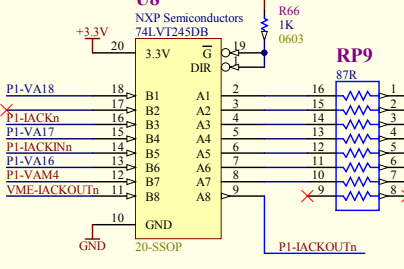 U8
NXP Semiconductors
74LVT245DB
R66
1K
0603
+3.3V
20
3.3V
G
19
DIR
1
RP9
87R
P1-VA18
18
B1
A1
2
16
1
17
B2
A2
3
15
2
P1-IACKn
16
B3
A3
4
14
3
P1-VA17
15
B4
A4
5
13
4
P1-IACKINn
14
B5
A5
6
12
5
P1-VA16
13
B6
A6
7
11
6
P1-VAM4
12
B7
A7
8
10
7
VME-IACKOUTn
11
B8
A8
9
9
8
10
GND
GND
20-SSOP
P1-IACKOUTn